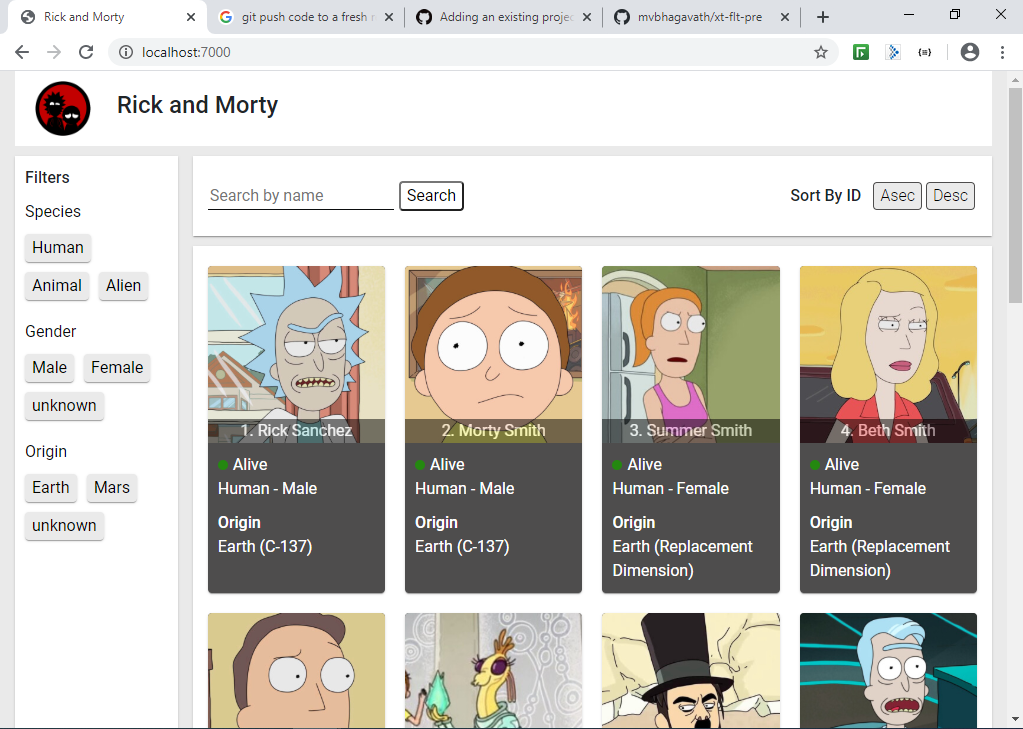 Rick and Morty
git push code to a fresh
Adding an existing projec
mvbhagavath/xt-flt-pre
localhost:7000
Rick and Morty
Filters
Species
Human
Animal Alien
Gender
Male Female
unknown
Origin
Earth Mars
unknown
Search by name Search Sort By ID Asec Desc
1. Rick Sanchez
Alive
Human - Male
Origin
Earth (C-137)
2. Morty Smith
Alive
Human - Male
Origin
Earth (C-137)
3. Summer Smith
Alive
Human - Female
Origin
Earth (Replacement
Dimension)
4. Beth Smith
Alive
Human - Female
Origin
Earth (Replacement
Dimension)